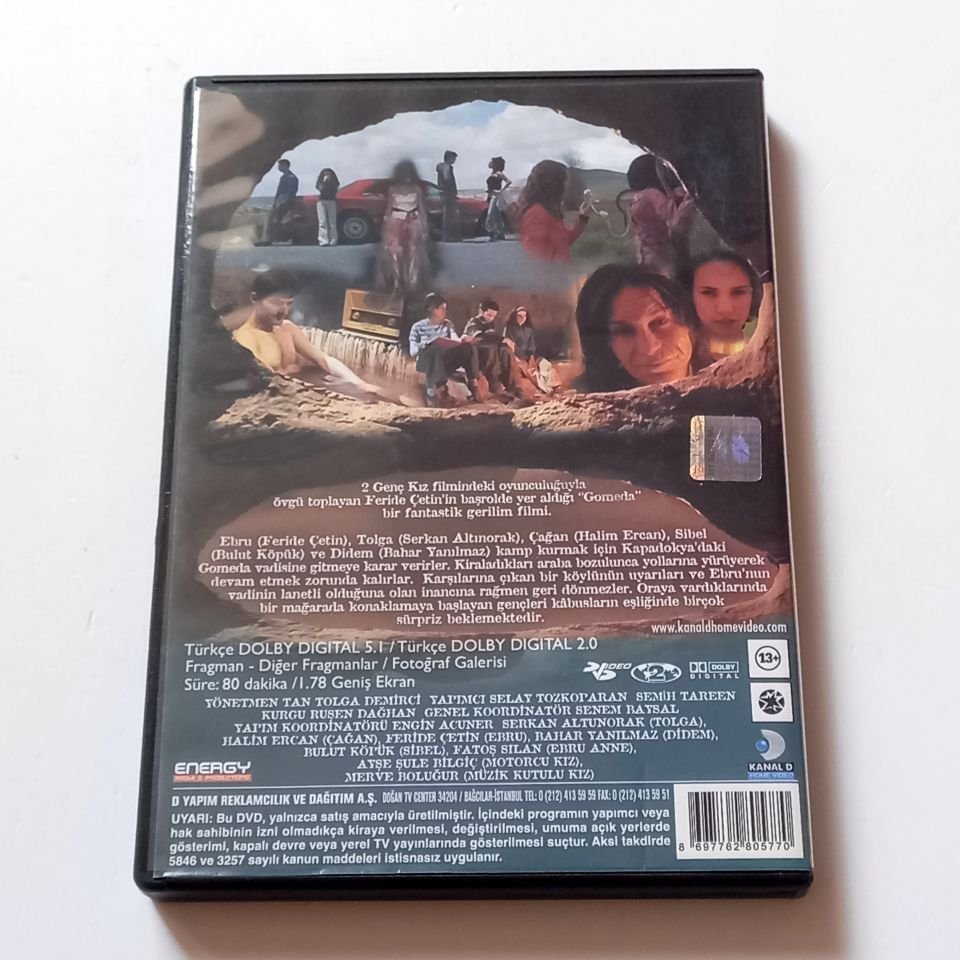 2 Genç Kız filmindeki oyunculuğuyla
övgü toplayan Feride Çetin'in başrolde yer aldığı "Gomeda"
bir fantastik gerilim filmi.
Ebru (Feride Çetin), Tolga (Serkan Altınorak), Çağan (Halim Ercan), Sibel
(Bulut Köpük) ve Didem (Bahar Yanılmaz) kamp kurmak için Kapadokya'daki
Gomeda vadisine gitmeye karar verirler. Kiraladıkları araba bozulunca yollarına yürüyerek
devam etmek zorunda kalırlar. Karşılarına çıkan bir köylünün uyarıları ve Ebru'nun
vadinin lanetli olduğuna olan inancına rağmen geri dönmezler. Oraya vardıklarında
bir mağarada konaklamaya başlayan gençleri kâbusların eşliğinde birçok
sürpriz beklemektedir.
www.kanaldhomevideo.com
Türkçe DOLBY DIGITAL 5.1 / Türkçe DOLBY DIGITAL 2.0
Fragman - Diğer Fragmanlar / Fotoğraf Galerisi
Süre: 80 dakika /1.78 Geniş Ekran
DVD VIDEO
2
DOLBY DIGITAL
13+
YÖNETMEN TAN TOLGA DEMİRCİ YAPIMCI SELAY TOZKOPARAN SEMİH TAREEN
KURGU RUŞEN DAĞHAN GENEL KOORDİNATÖR SENEM BAYSAL
YAPIM KOORDİNATÖRÜ ENGİN ACUNER SERKAN ALTUNORAK (TOLGA),
HALİM ERCAN (ÇAĞAN), FERİDE ÇETİN (EBRU), BAHAR YANILMAZ (DİDEM),
BULUT KÖPÜK (SİBEL), FATOŞ SILAN (EBRU ANNE),
AYŞE ŞULE BİLGİÇ (MOTORCU KIZ),
MERVE BOLUĞUR (MÜZİK KUTULU KIZ)
ENERGY
MEDIA & PRODUCTIONS
KANAL D
HOME VIDEO
D YAPIM REKLAMCILIK VE DAĞITIM A.Ş. DOĞAN TV CENTER 34204 / BAĞCILAR-İSTANBUL TEL: 0 (212) 413 59 59 FAX: 0 (212) 413 59 51
UYARI: Bu DVD, yalnızca satış amacıyla üretilmiştir. İçindeki programın yapımcı veya
hak sahibinin izni olmadıkça kiraya verilmesi, değiştirilmesi, umuma açık yerlerde
gösterimi, kapalı devre veya yerel TV yayınlarında gösterilmesi suçtur. Aksi takdirde
5846 ve 3257 sayılı kanun maddeleri istisnasız uygulanır.
8 697762 805770